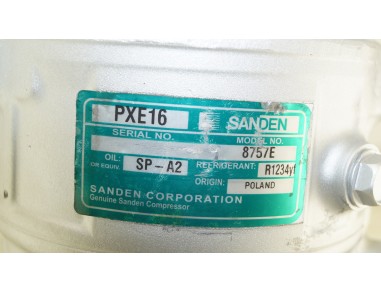 PXE16 SANDEN
SERIAL NO. MODEL NO.
8757E
OIL: OR EQUIV. SP-A2 REFRIGERANT: R1234yf
ORIGIN: POLAND
SANDEN CORPORATION
Genuine Sanden Compressor